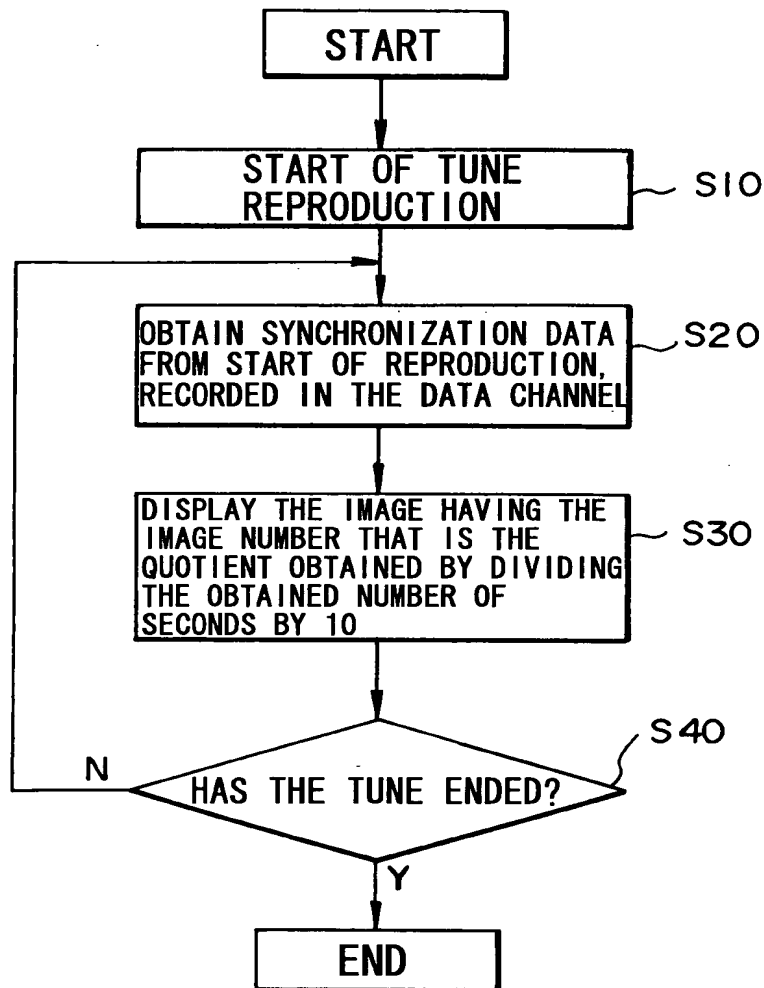 START
START OF TUNE
REPRODUCTION
S10
OBTAIN SYNCHRONIZATION DATA
FROM START OF REPRODUCTION,
RECORDED IN THE DATA CHANNEL
S20
DISPLAY THE IMAGE HAVING THE
IMAGE NUMBER THAT IS THE
QUOTIENT OBTAINED BY DIVIDING
THE OBTAINED NUMBER OF
SECONDS BY 10
S30
HAS THE TUNE ENDED?
S40
N
Y
END